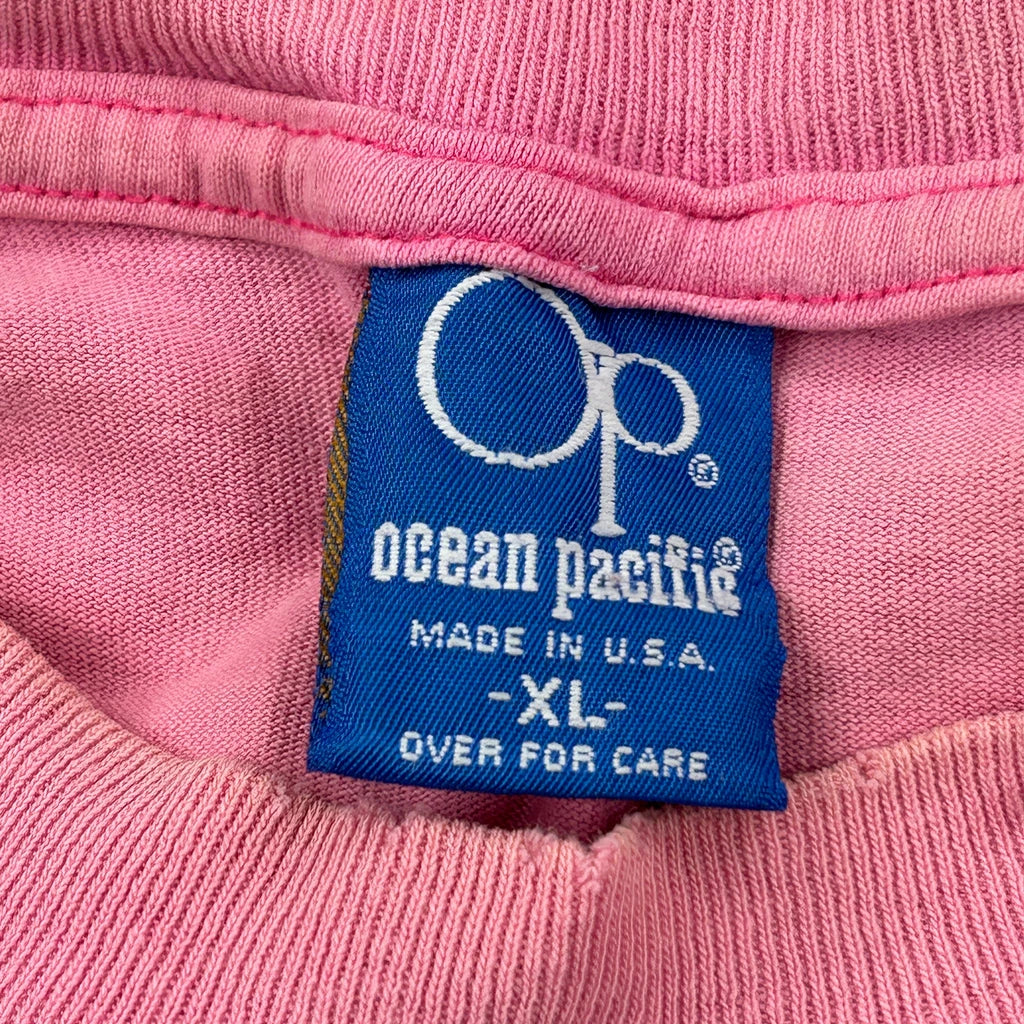 Op®
ocean pacific®
MADE IN U.S.A.
-XL-
OVER FOR CARE